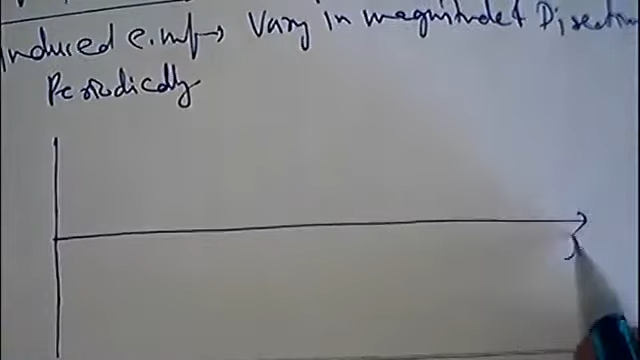 Induced e.m.f → Vary in magnitude & Direction
Periodically